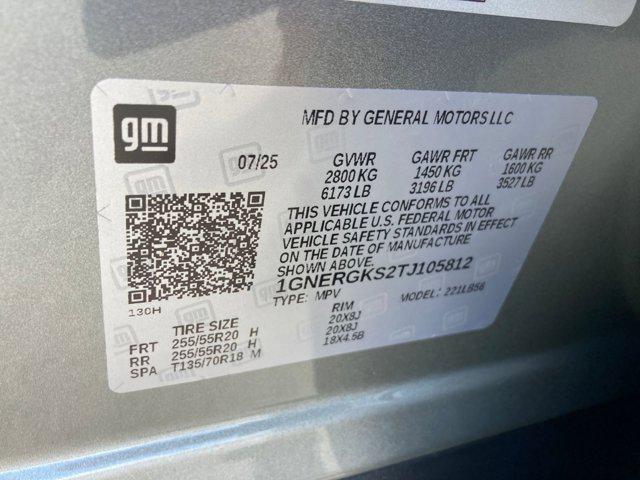 gm
MFD BY GENERAL MOTORS LLC
07/25 GVWR GAWR FRT GAWR RR
2800 KG 1450 KG 1600 KG
6173 LB 3196 LB 3527 LB
THIS VEHICLE CONFORMS TO ALL
APPLICABLE U.S. FEDERAL MOTOR
VEHICLE SAFETY STANDARDS IN EFFECT
ON THE DATE OF MANUFACTURE
SHOWN ABOVE.
1GNERGKS2TJ105812
TYPE: MPV MODEL: 221LB56
130H
TIRE SIZE RIM
FRT 255/55R20 H 20X8J
RR 255/55R20 H 20X8J
SPA T135/70R18 M 18X4.5B